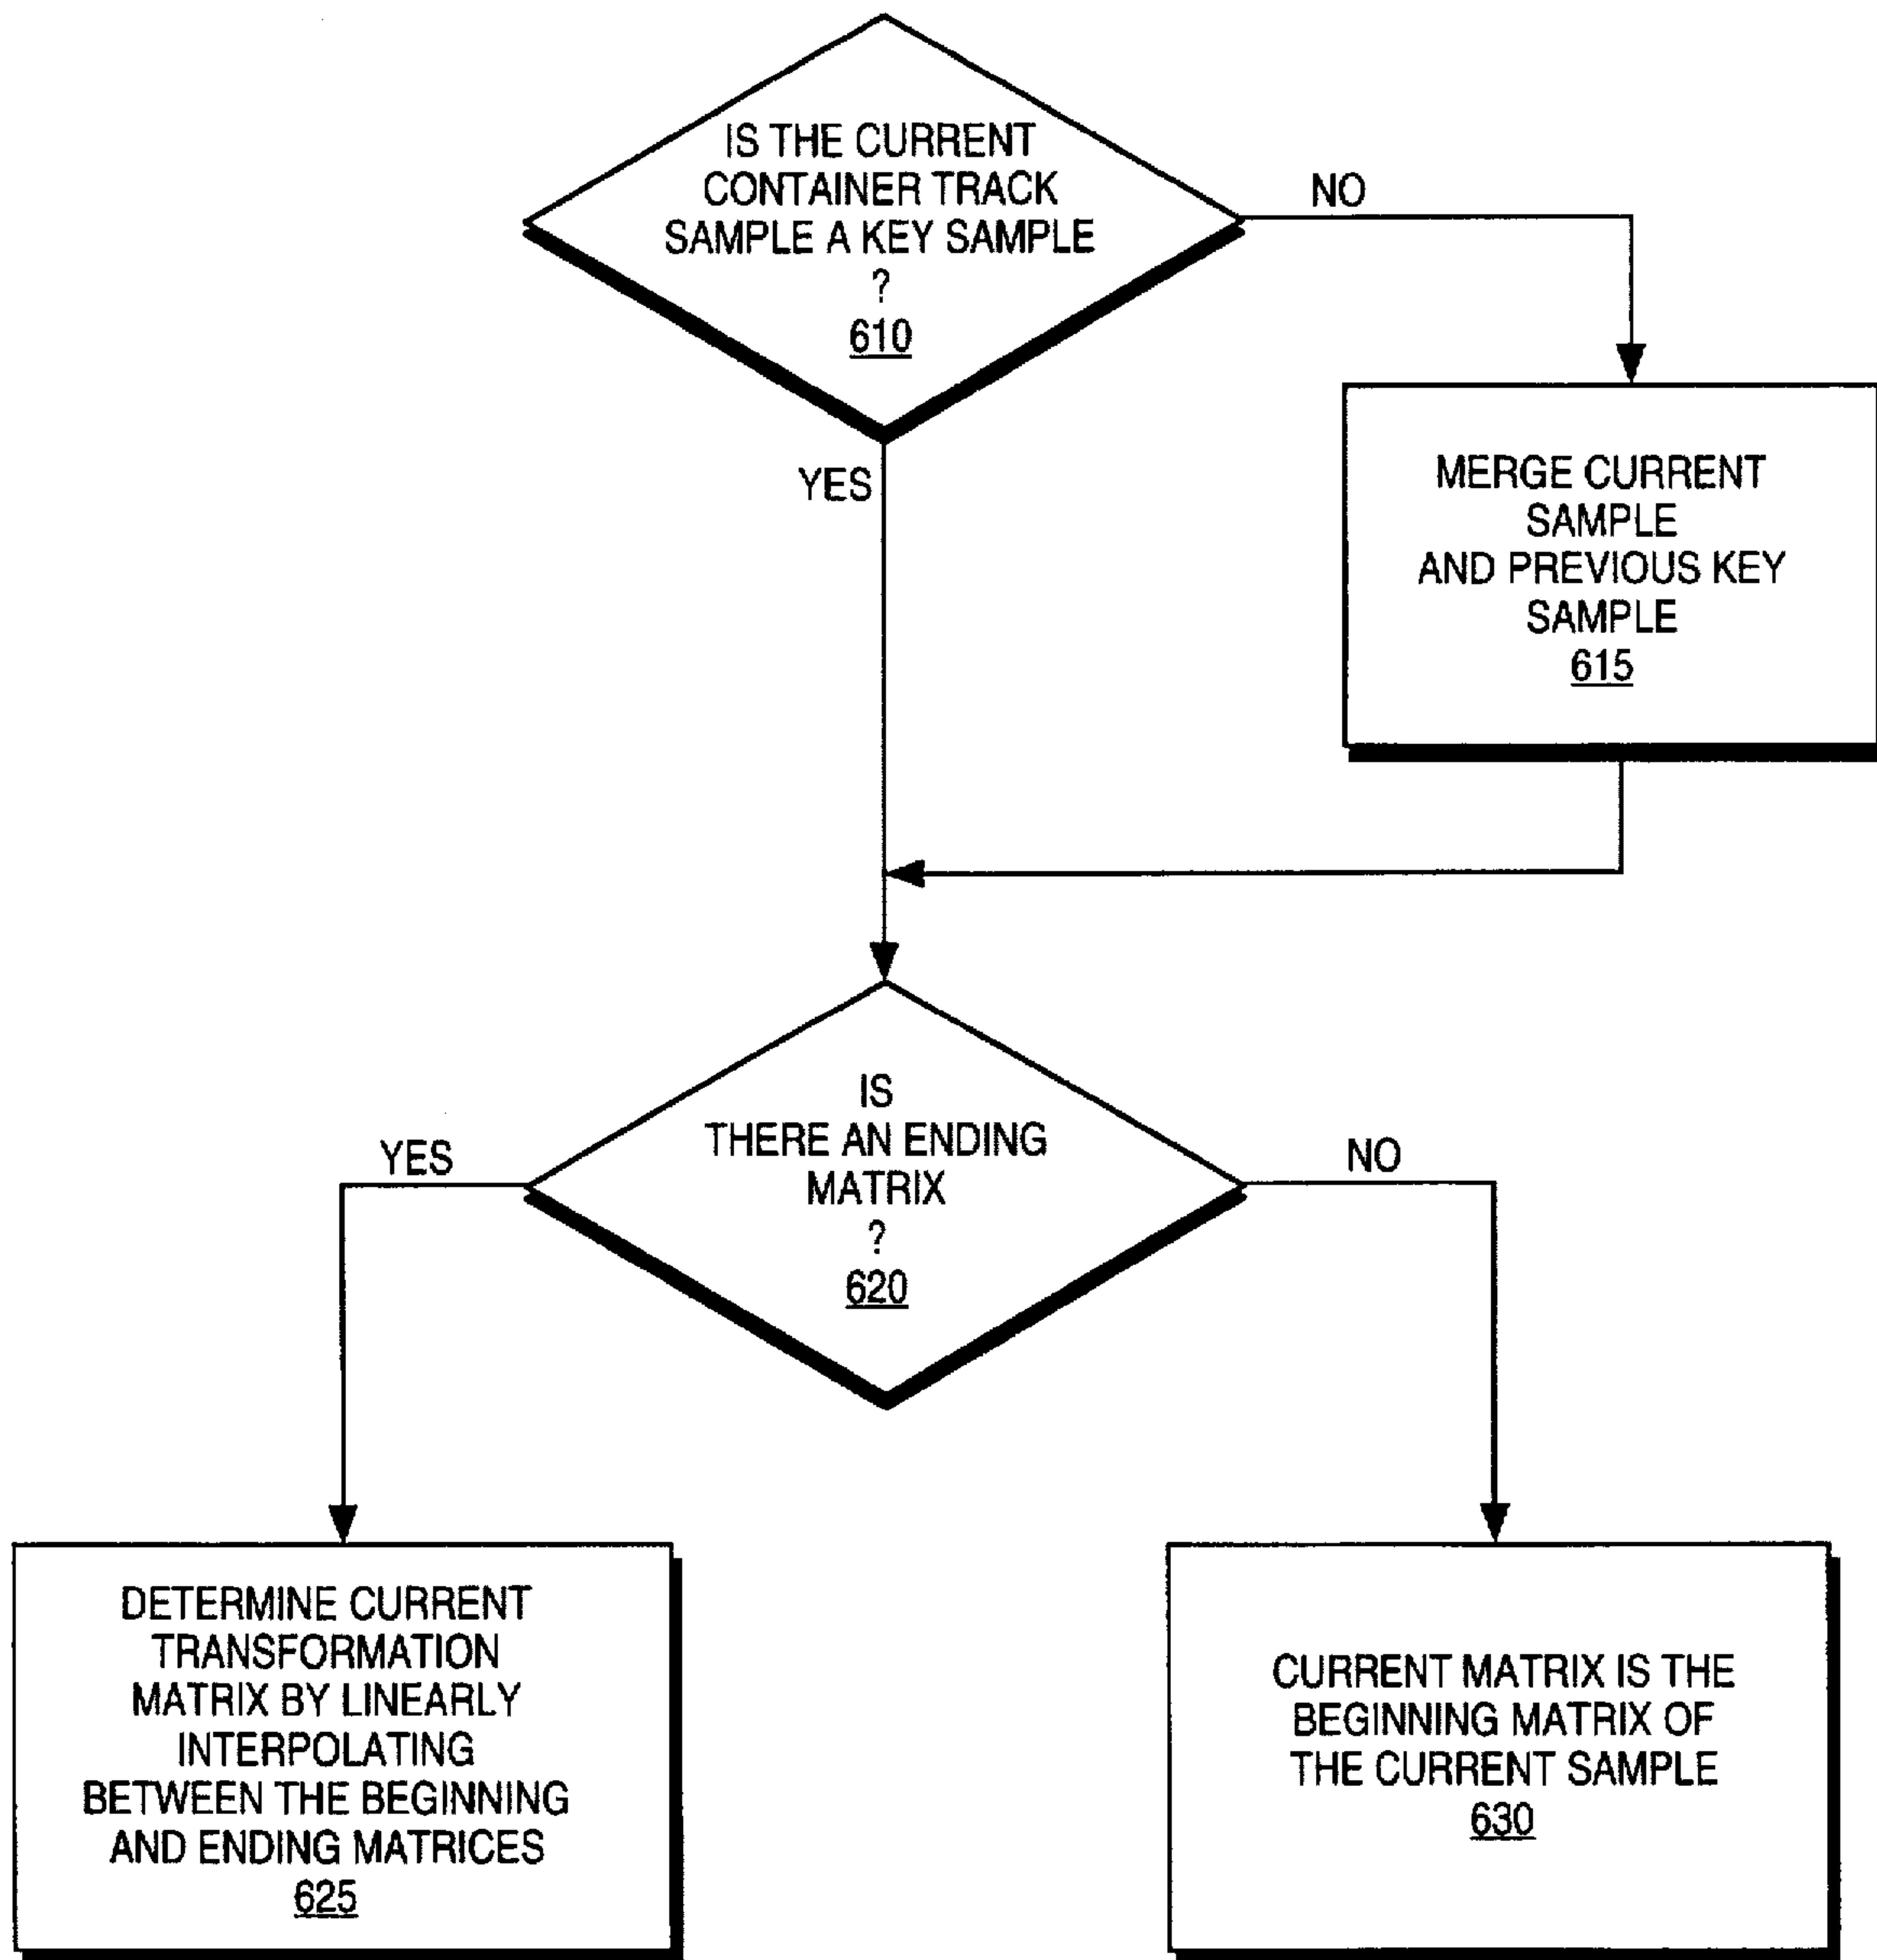 IS THE CURRENT
CONTAINER TRACK
SAMPLE A KEY SAMPLE
?
610
NO
YES
MERGE CURRENT
SAMPLE
AND PREVIOUS KEY
SAMPLE
615
IS
THERE AN ENDING
MATRIX
?
620
YES
NO
DETERMINE CURRENT
TRANSFORMATION
MATRIX BY LINEARLY
INTERPOLATING
BETWEEN THE BEGINNING
AND ENDING MATRICES
625
CURRENT MATRIX IS THE
BEGINNING MATRIX OF
THE CURRENT SAMPLE
630